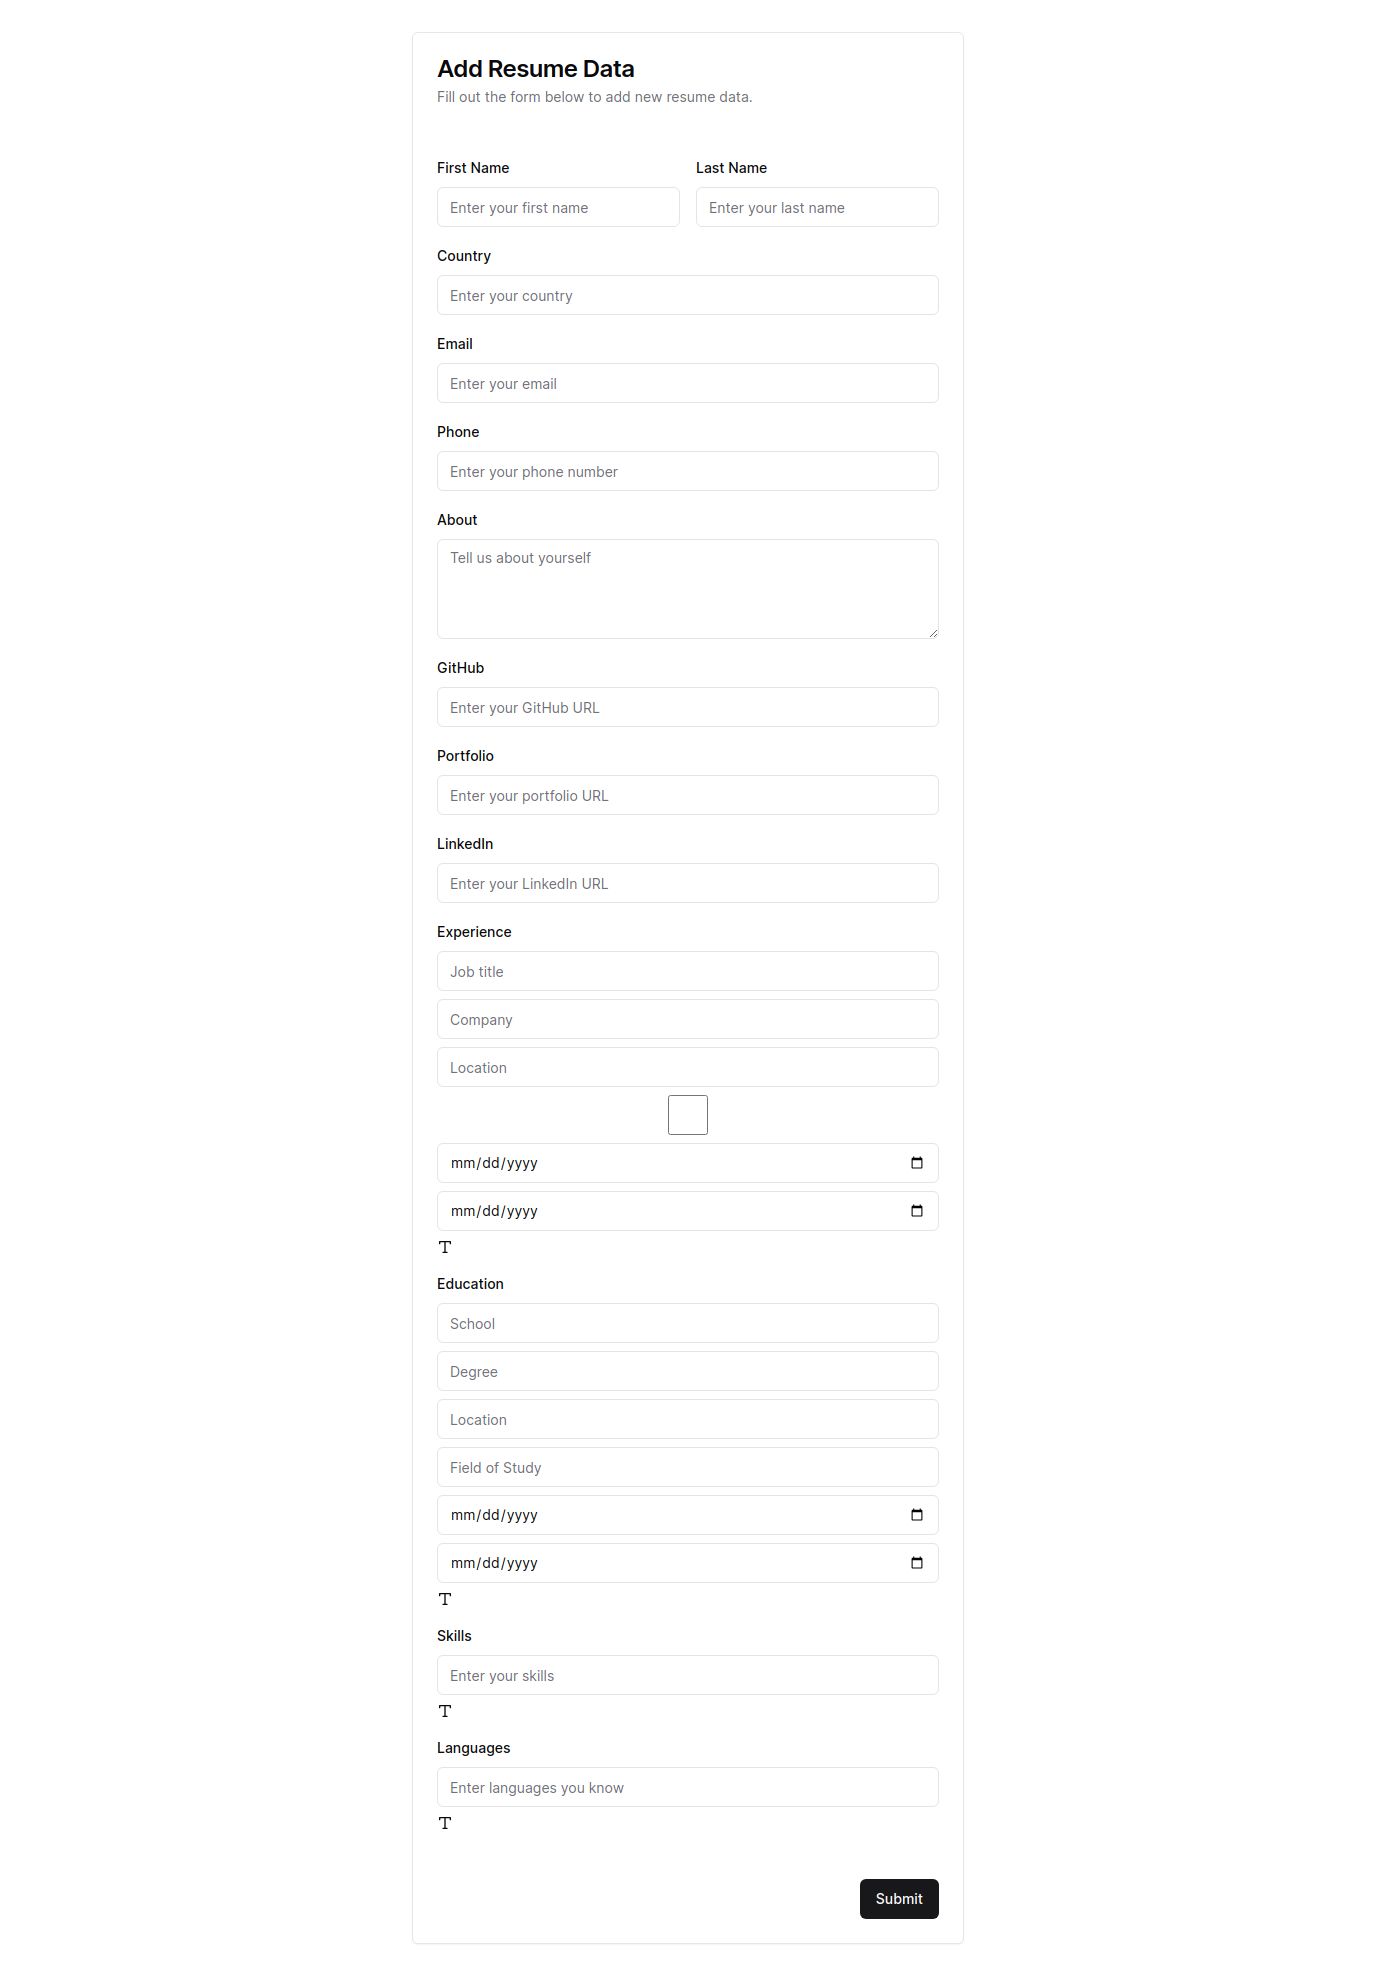 Add Resume Data
Fill out the form below to add new resume data.
First Name
Last Name
Enter your first name
Enter your last name
Country
Enter your country
Email
Enter your email
Phone
Enter your phone number
About
Tell us about yourself
GitHub
Enter your GitHub URL
Portfolio
Enter your portfolio URL
LinkedIn
Enter your LinkedIn URL
Experience
Job title
Company
Location
mm/dd/yyyy
mm/dd/yyyy
Education
School
Degree
Location
Field of Study
mm/dd/yyyy
mm/dd/yyyy
Skills
Enter your skills
Languages
Enter languages you know
Submit